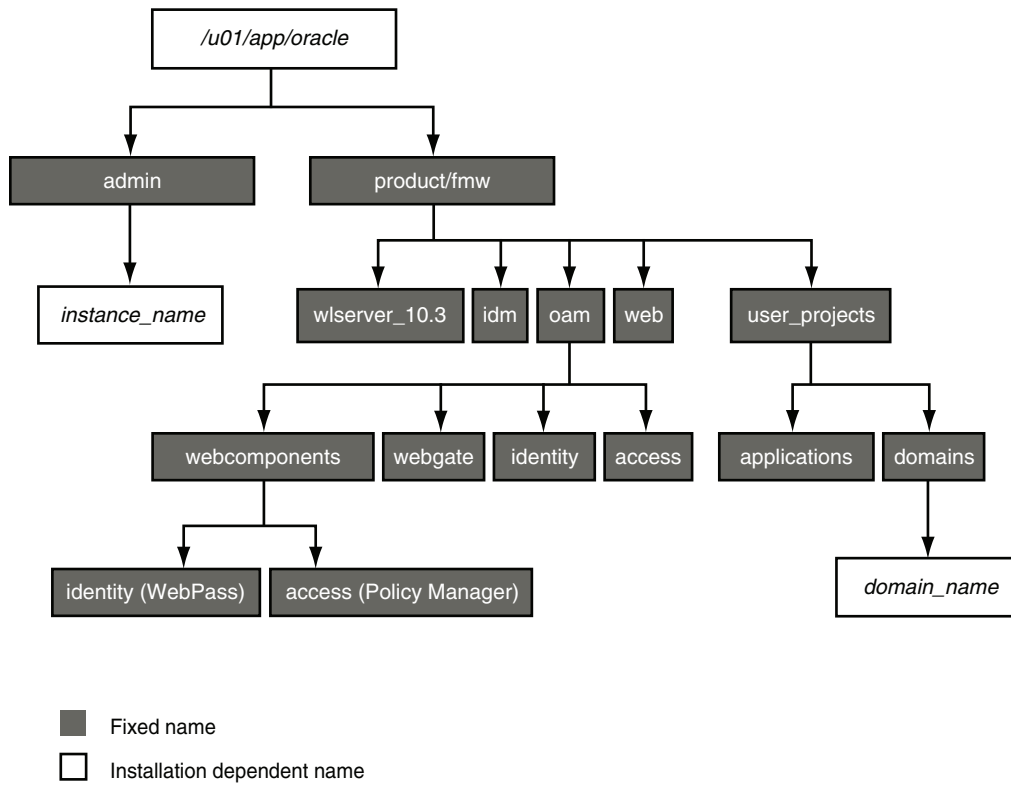 /u01/app/oracle
admin
product/fmw
instance_name
wlserver_10.3
idm
oam
web
user_projects
webcomponents
webgate
identity
access
applications
domains
identity (WebPass)
access (Policy Manager)
domain_name
Fixed name
Installation dependent name